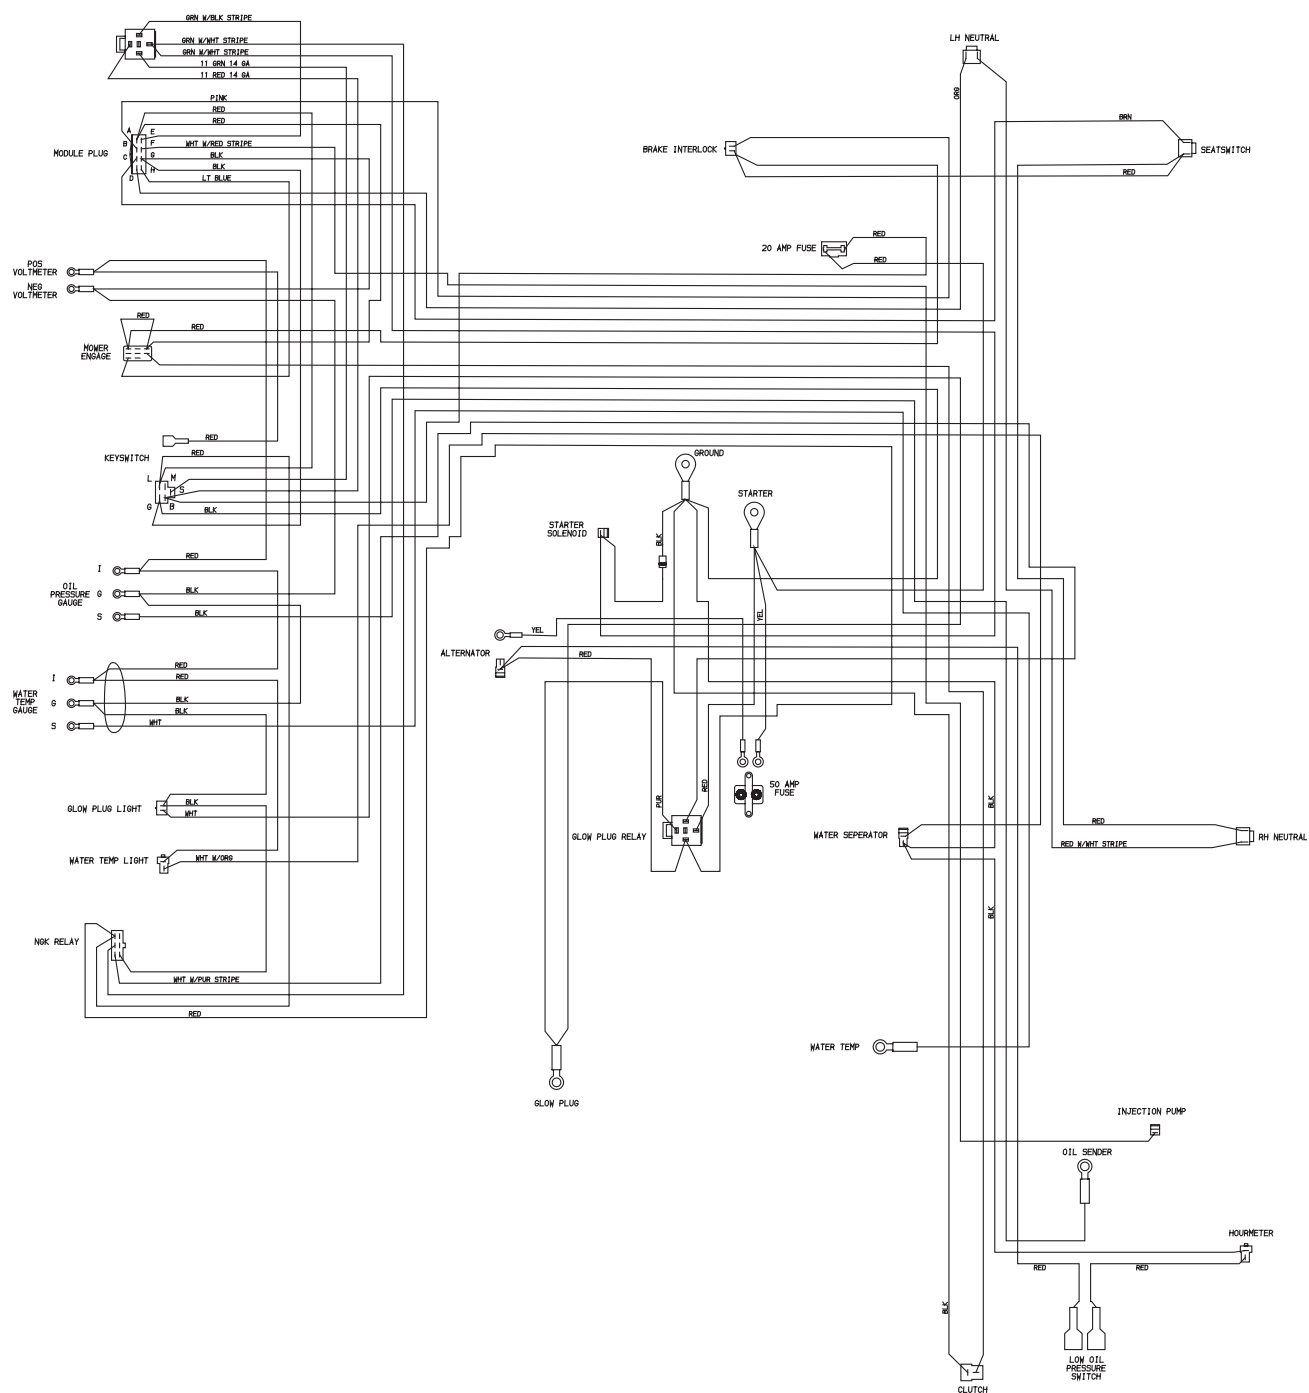 GRN W/BLK STRIPE
GRN W/WHT STRIPE
GRN W/WHT STRIPE
11 GRN 14 GA
11 RED 14 GA
PINK
RED
RED
A
E
B
F
WHT W/RED STRIPE
MODULE PLUG
C
G
BLK
BLK
H
D
LT BLUE
LH NEUTRAL
ORG
BRN
BRAKE INTERLOCK
SEATSWITCH
RED
20 AMP FUSE
RED
RED
POS
VOLTMETER
NEG
VOLTMETER
RED
RED
MOWER
ENGAGE
RED
KEYSWITCH
RED
L
M
S
G
B
BLK
GROUND
STARTER
STARTER
SOLENOID
BLK
RED
I
OIL
PRESSURE
GAUGE
G
BLK
S
BLK
YEL
YEL
ALTERNATOR
RED
RED
I
RED
WATER
TEMP
GAUGE
G
BLK
BLK
S
WHT
PUR
RED
50 AMP
FUSE
BLK
GLOW PLUG LIGHT
BLK
WHT
GLOW PLUG RELAY
WATER SEPERATOR
RED
RH NEUTRAL
RED W/WHT STRIPE
WATER TEMP LIGHT
WHT W/ORG
BLK
NGK RELAY
WHT W/PUR STRIPE
RED
WATER TEMP
GLOW PLUG
INJECTION PUMP
OIL SENDER
HOURMETER
RED
RED
BLK
LOW OIL
PRESSURE
SWITCH
CLUTCH